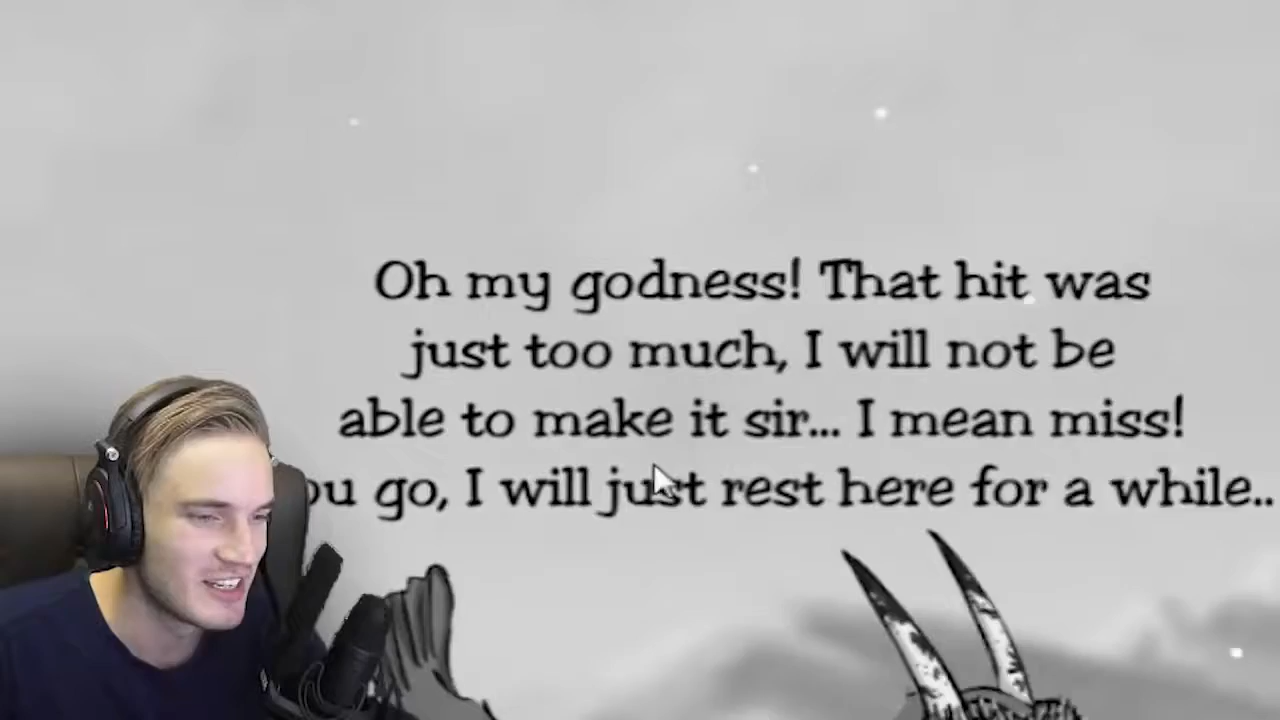 Oh my godness! That hit was
just too much, I will not be
able to make it sir... I mean miss!
go, I will just rest here for a while..